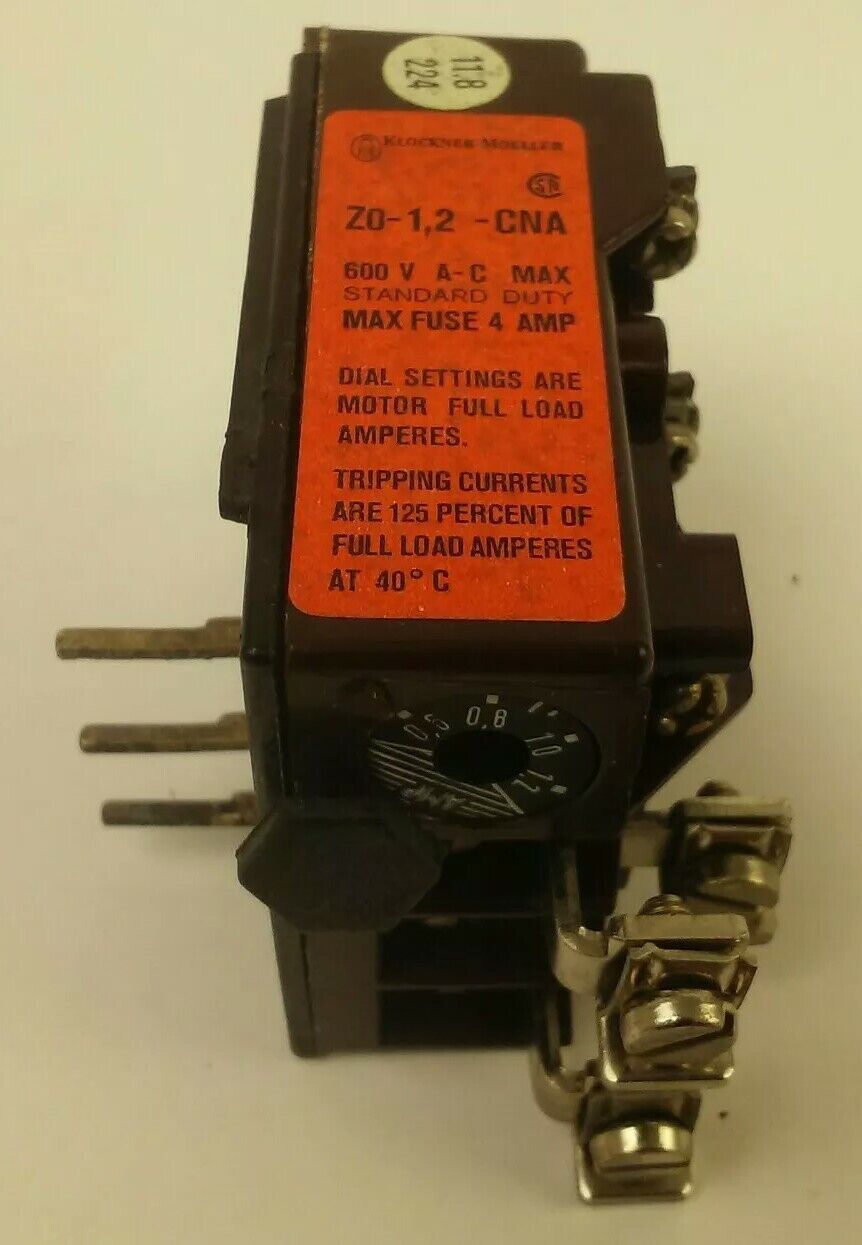 11.8
224
KLOCKNER-MOELLER
SA
Z0-1,2 -CNA
600 V A-C MAX
STANDARD DUTY
MAX FUSE 4 AMP
DIAL SETTINGS ARE
MOTOR FULL LOAD
AMPERES.
TRIPPING CURRENTS
ARE 125 PERCENT OF
FULL LOAD AMPERES
AT 40° C
0,8
1,0
1,2
AMP